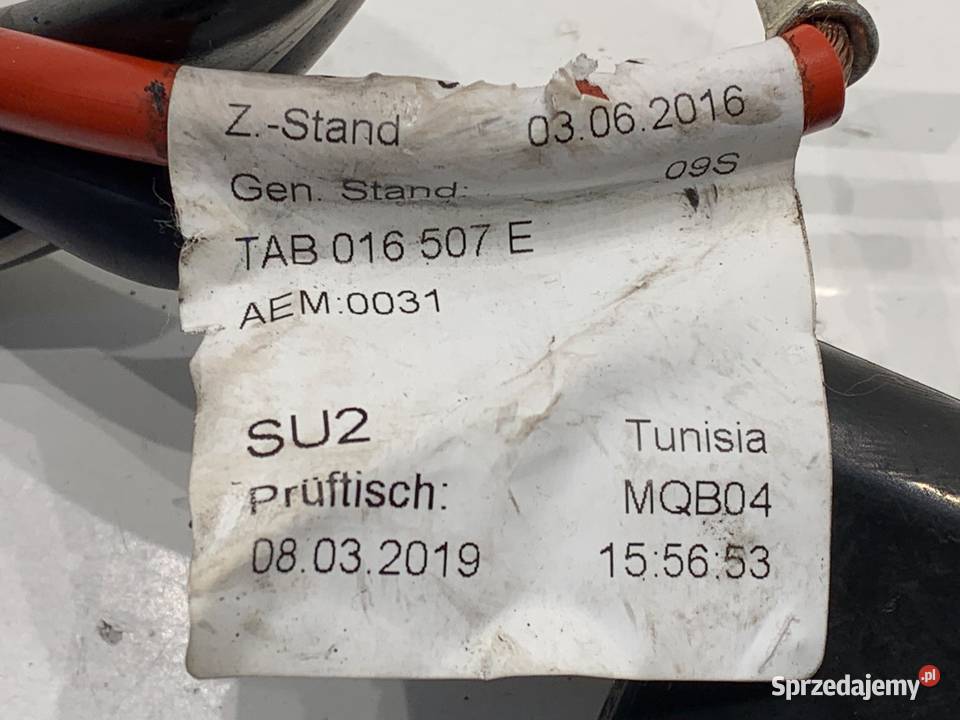 Z.-Stand 03.06.2016
Gen. Stand: 09S
TAB 016 507 E
AEM:0031
SU2 Tunisia
Prüftisch: MQB04
08.03.2019 15:56:53
Sprzedajemy.pl